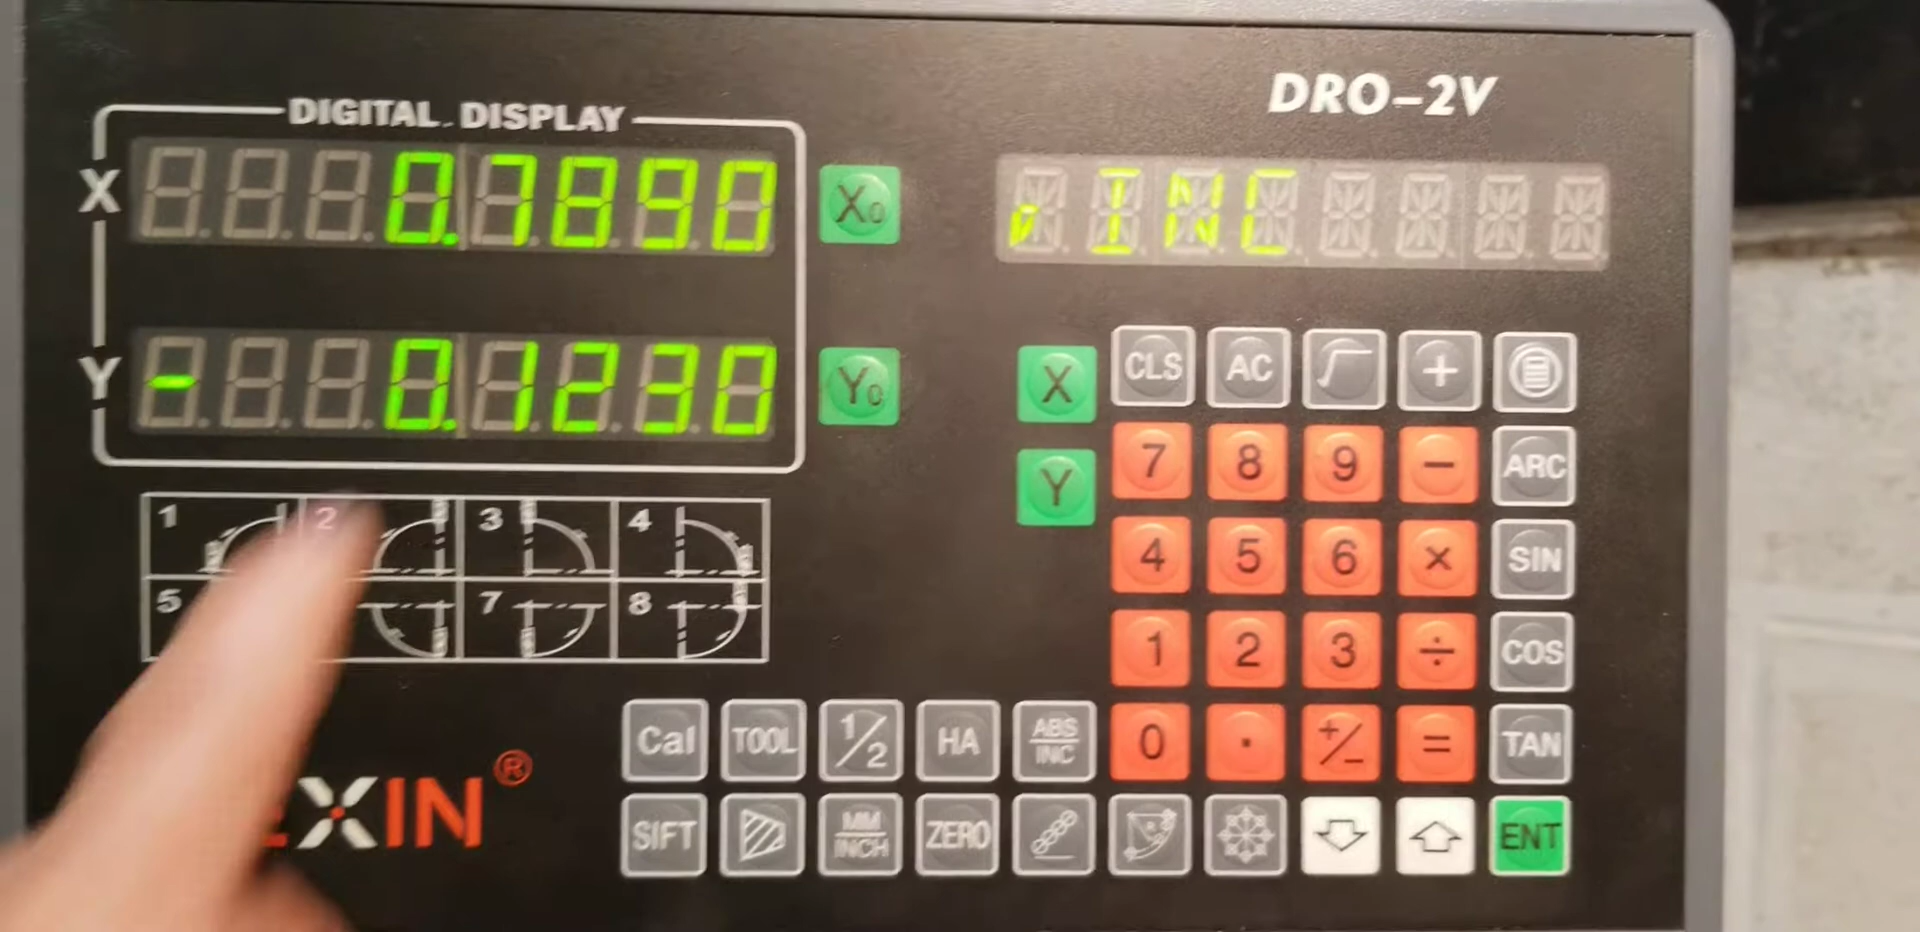 DRO-2V
DIGITAL DISPLAY
X 0.7890 X0
INC
Y -0.1230 Y0
X CLS AC +
7 8 9 - ARC
Y
1 2 3 4
4 5 6 × SIN
5 7 8
1 2 3 ÷ COS
Cal TOOL 1/2 HA ABS/INC 0 . +/- = TAN
XIN®
SIFT MM/INCH ZERO ENT